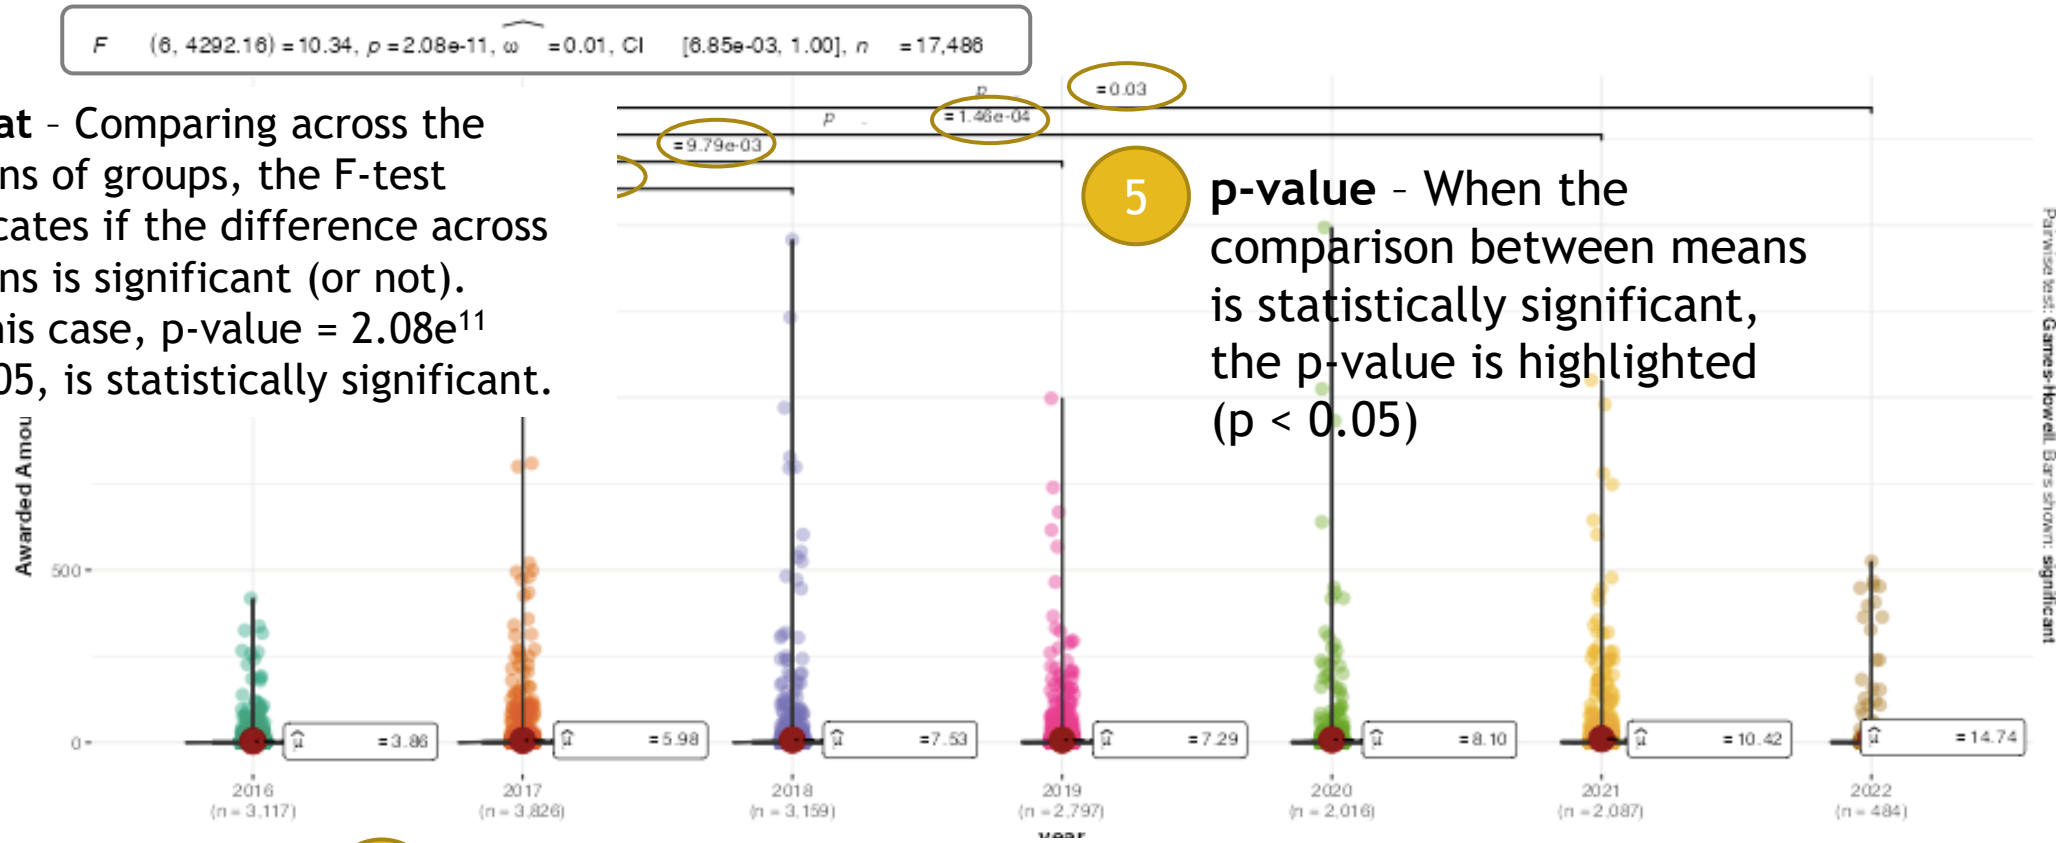 F (6, 4292.16) = 10.34, p = 2.08e-11, ω = 0.01, CI [6.85e-03, 1.00], n = 17,486
p = 0.03
p = 1.46e-04
= 9.79e-03
at – Comparing across the
ns of groups, the F-test
cates if the difference across
ns is significant (or not).
his case, p-value = 2.08e¹¹
05, is statistically significant.
5
p-value – When the
comparison between means
is statistically significant,
the p-value is highlighted
(p < 0.05)
Awarded Amou
500
0
μ̂ = 3.86
μ̂ = 5.98
μ̂ = 7.53
μ̂ = 7.29
μ̂ = 8.10
μ̂ = 10.42
μ̂ = 14.74
2016 2017 2018 2019 2020 2021 2022
(n = 3,117) (n = 3,826) (n = 3,159) (n = 2,797) (n = 2,016) (n = 2,087) (n = 484)
year
Pairwise test: Games-Howell, Bars shown: significant